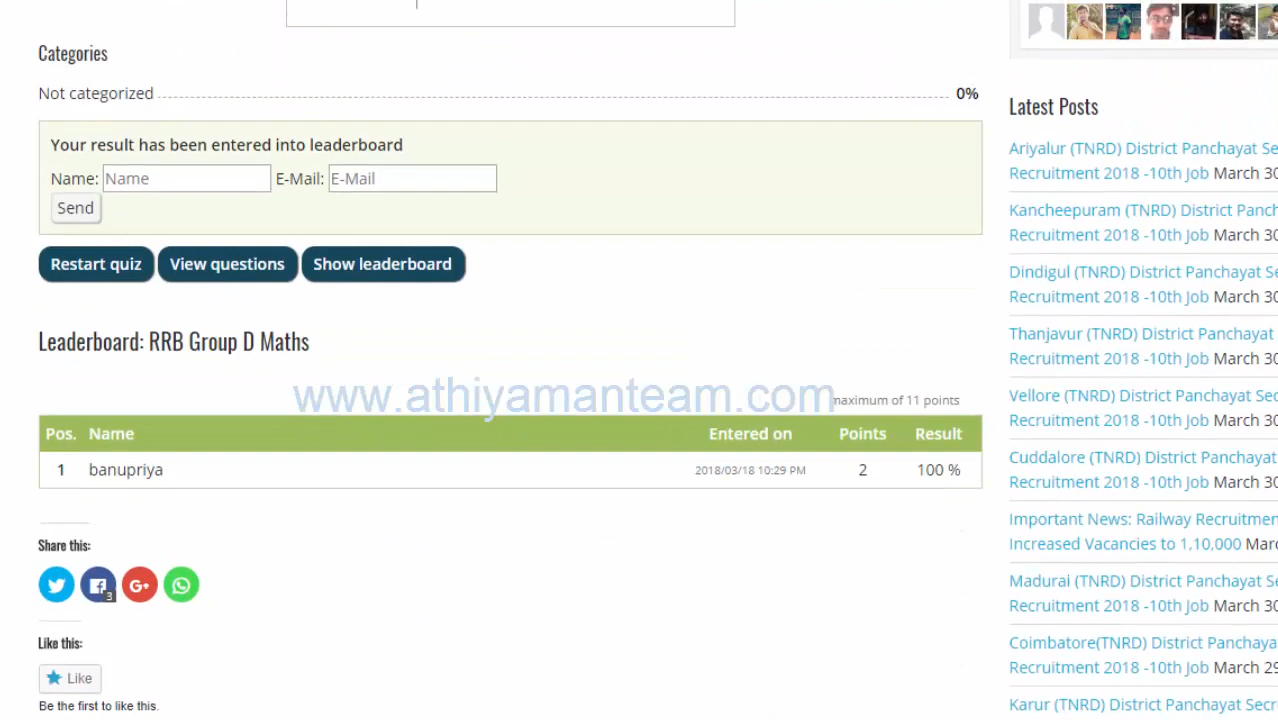 Categories
Not categorized 0%
Your result has been entered into leaderboard
Name: Name E-Mail: E-Mail
Send
Restart quiz View questions Show leaderboard
Leaderboard: RRB Group D Maths
www.athiyamanteam.com
maximum of 11 points
Pos. Name Entered on Points Result
1 banupriya 2018/03/18 10:29 PM 2 100 %
Share this:
3
G+
Like this:
Like
Be the first to like this.
Latest Posts
Ariyalur (TNRD) District Panchayat Se
Recruitment 2018 -10th Job March 30
Kancheepuram (TNRD) District Panch
Recruitment 2018 -10th Job March 30
Dindigul (TNRD) District Panchayat Se
Recruitment 2018 -10th Job March 30
Thanjavur (TNRD) District Panchayat
Recruitment 2018 -10th Job March 30
Vellore (TNRD) District Panchayat Sec
Recruitment 2018 -10th Job March 30
Cuddalore (TNRD) District Panchayat
Recruitment 2018 -10th Job March 30
Important News: Railway Recruitmen
Increased Vacancies to 1,10,000 Marc
Madurai (TNRD) District Panchayat Se
Recruitment 2018 -10th Job March 30
Coimbatore(TNRD) District Panchaya
Recruitment 2018 -10th Job March 29
Karur (TNRD) District Panchayat Secre